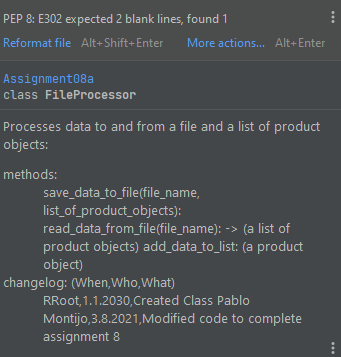 PEP 8: E302 expected 2 blank lines, found 1
Reformat file Alt+Shift+Enter More actions... Alt+Enter
Assignment08a
class FileProcessor
Processes data to and from a file and a list of product
objects:
methods:
save_data_to_file(file_name,
list_of_product_objects):
read_data_from_file(file_name): -> (a list of
product objects) add_data_to_list: (a product
object)
changelog: (When,Who,What)
RRoot,1.1.2030,Created Class Pablo
Montijo,3.8.2021,Modified code to complete
assignment 8